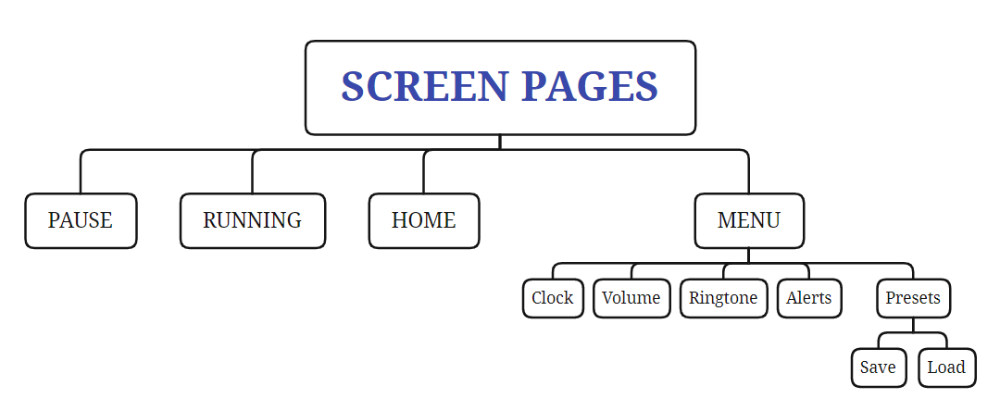 SCREEN PAGES
PAUSE
RUNNING
HOME
MENU
Clock
Volume
Ringtone
Alerts
Presets
Save
Load